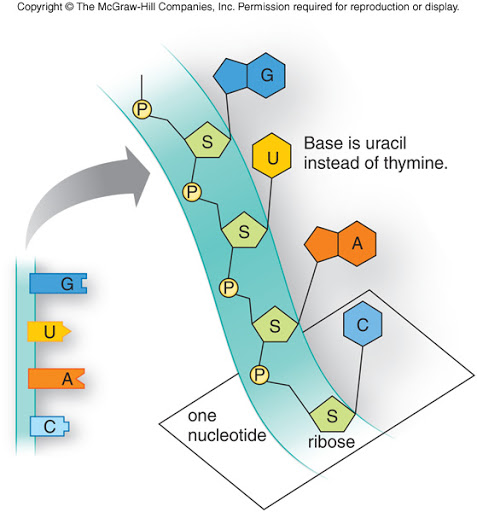 Copyright © The McGraw-Hill Companies, Inc. Permission required for reproduction or display.
G
P
S
U
Base is uracil
instead of thymine.
P
S
A
P
G
C
S
U
P
A
one
nucleotide
S
C
ribose